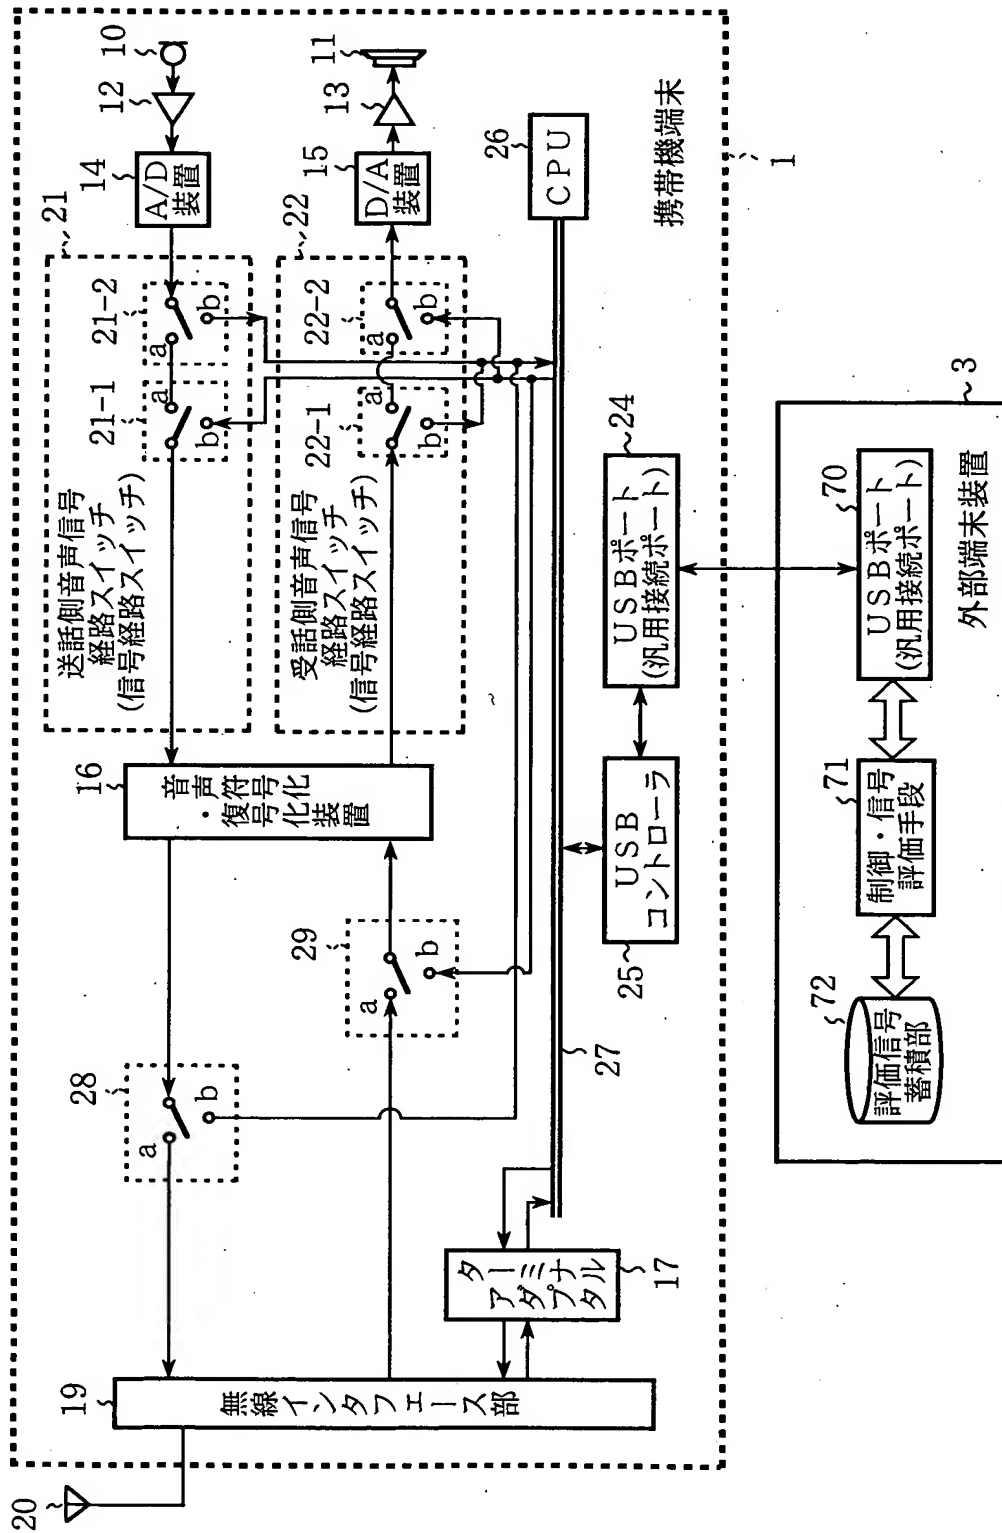 20
19
無線インタフェース部
28
a
b
29
a
b
16
音声
・復符号
号化化
装置
送話側音声信号
経路スイッチ
(信号経路スイッチ)
21
21-1
a
b
21-2
a
b
14
A/D
装置
12
10
受話側音声信号
経路スイッチ
(信号経路スイッチ)
22
22-1
a
b
22-2
b
15
D/A
装置
13
11
ターミナル
アダプタ
17
27
26
CPU
携帯機端末
1
25
USB
コントローラ
24
USBポート
(汎用接続ポート)
3
72
評価信号
蓄積部
71
制御・信号
評価手段
70
USBポート
(汎用接続ポート)
外部端末装置